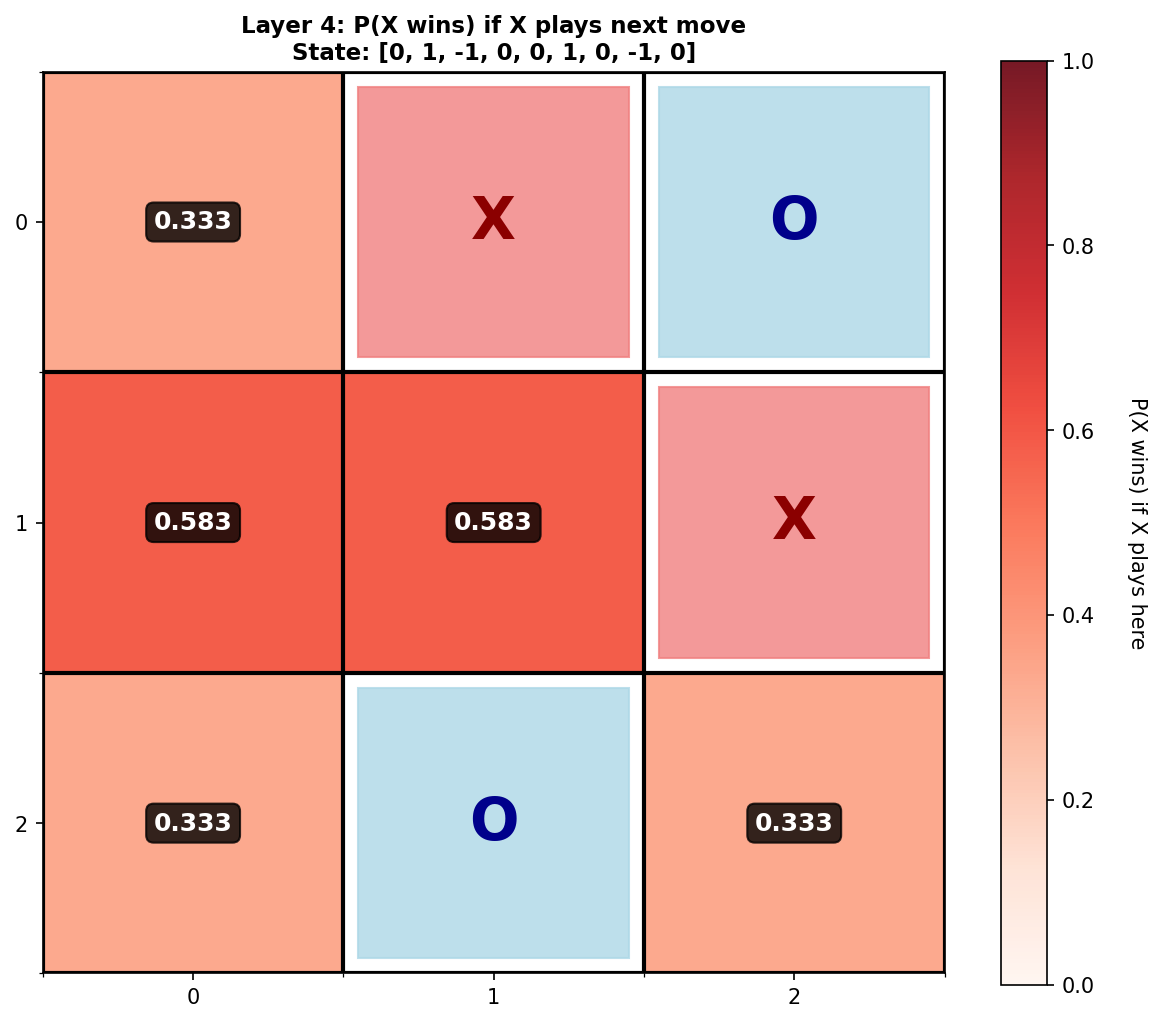 Layer 4: P(X wins) if X plays next move
State: [0, 1, -1, 0, 0, 1, 0, -1, 0]
0.333
X
O
0.583
0.583
X
0.333
O
0.333
0
1
2
0
1
2
1.0
0.8
0.6
0.4
0.2
0.0
P(X wins) if X plays here